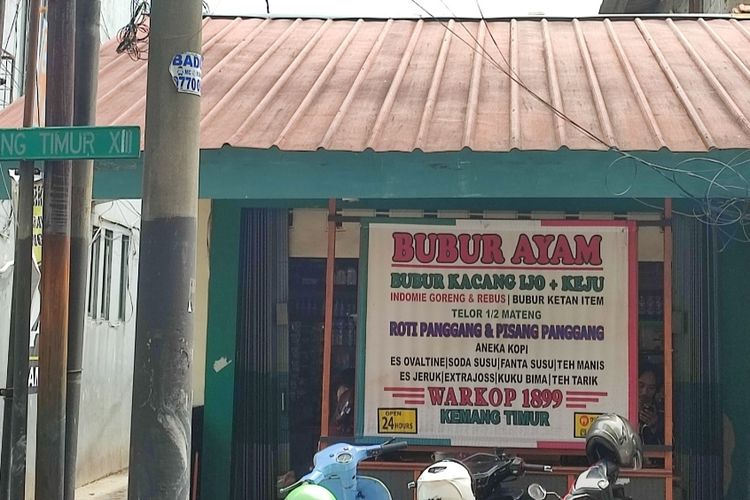 NG TIMUR XIII
BUBUR AYAM
BUBUR KACANG IJO + KEJU
INDOMIE GORENG & REBUS | BUBUR KETAN ITEM
TELOR 1/2 MATENG
ROTI PANGGANG & PISANG PANGGANG
ANEKA KOPI
ES OVALTINE|SODA SUSU|FANTA SUSU|TEH MANIS
ES JERUK|EXTRAJOSS|KUKU BIMA|TEH TARIK
WARKOP 1899
KEMANG TIMUR
OPEN
24
HOURS